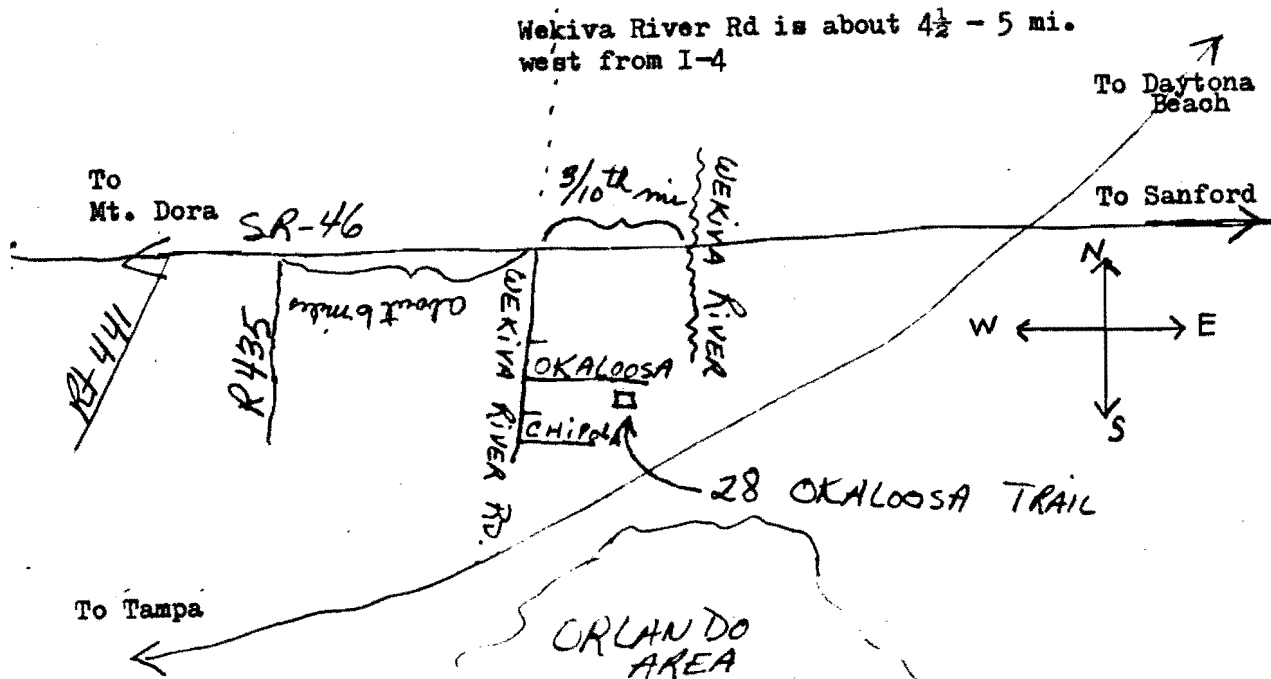 Wekiva River Rd is about 4½ - 5 mi.
west from I-4
To Daytona
Beach
To
Mt. Dora
SR-46
3/10th mi
WEKIVA RIVER
To Sanford
Rt-441
R435
about 6 miles
WEKIVA RIVER RD.
OKALOOSA
CHIPOLA
N
W
E
S
28 OKALOOSA TRAIL
To Tampa
ORLANDO
AREA